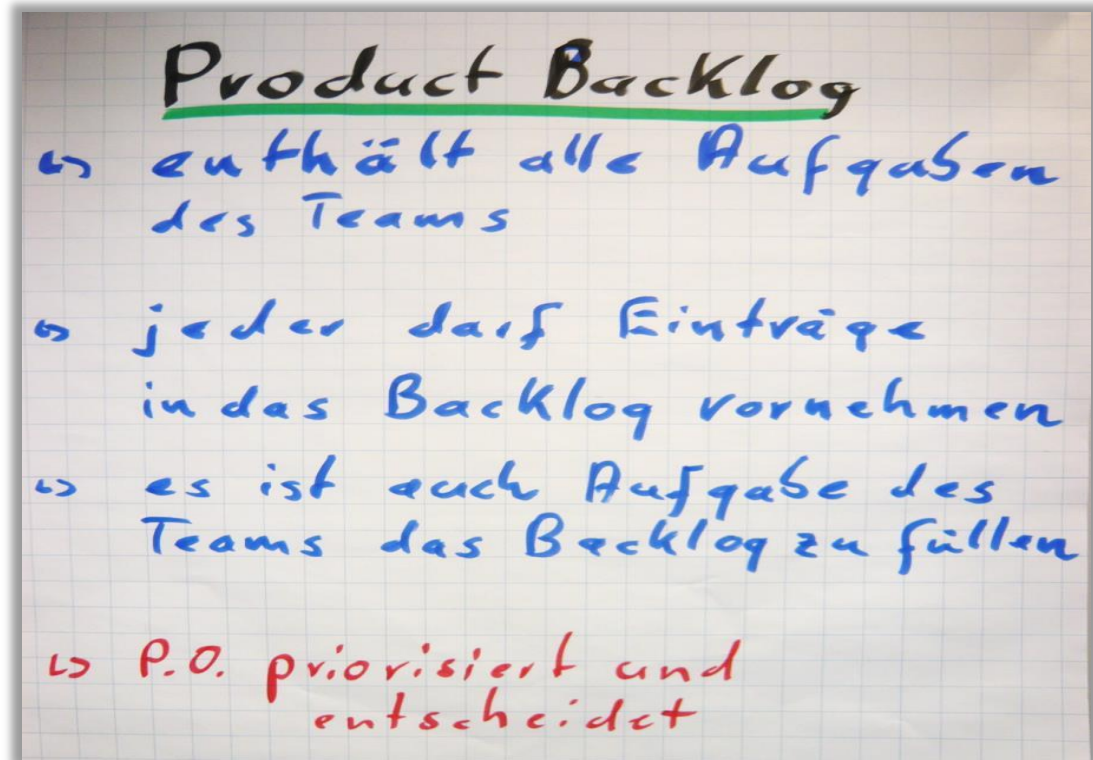 Product Backlog
↳ enthält alle Aufgaben
des Teams
↳ jeder darf Einträge
in das Backlog vornehmen
↳ es ist auch Aufgabe des
Teams das Backlog zu füllen
↳ P.O. priorisiert und
entscheidet